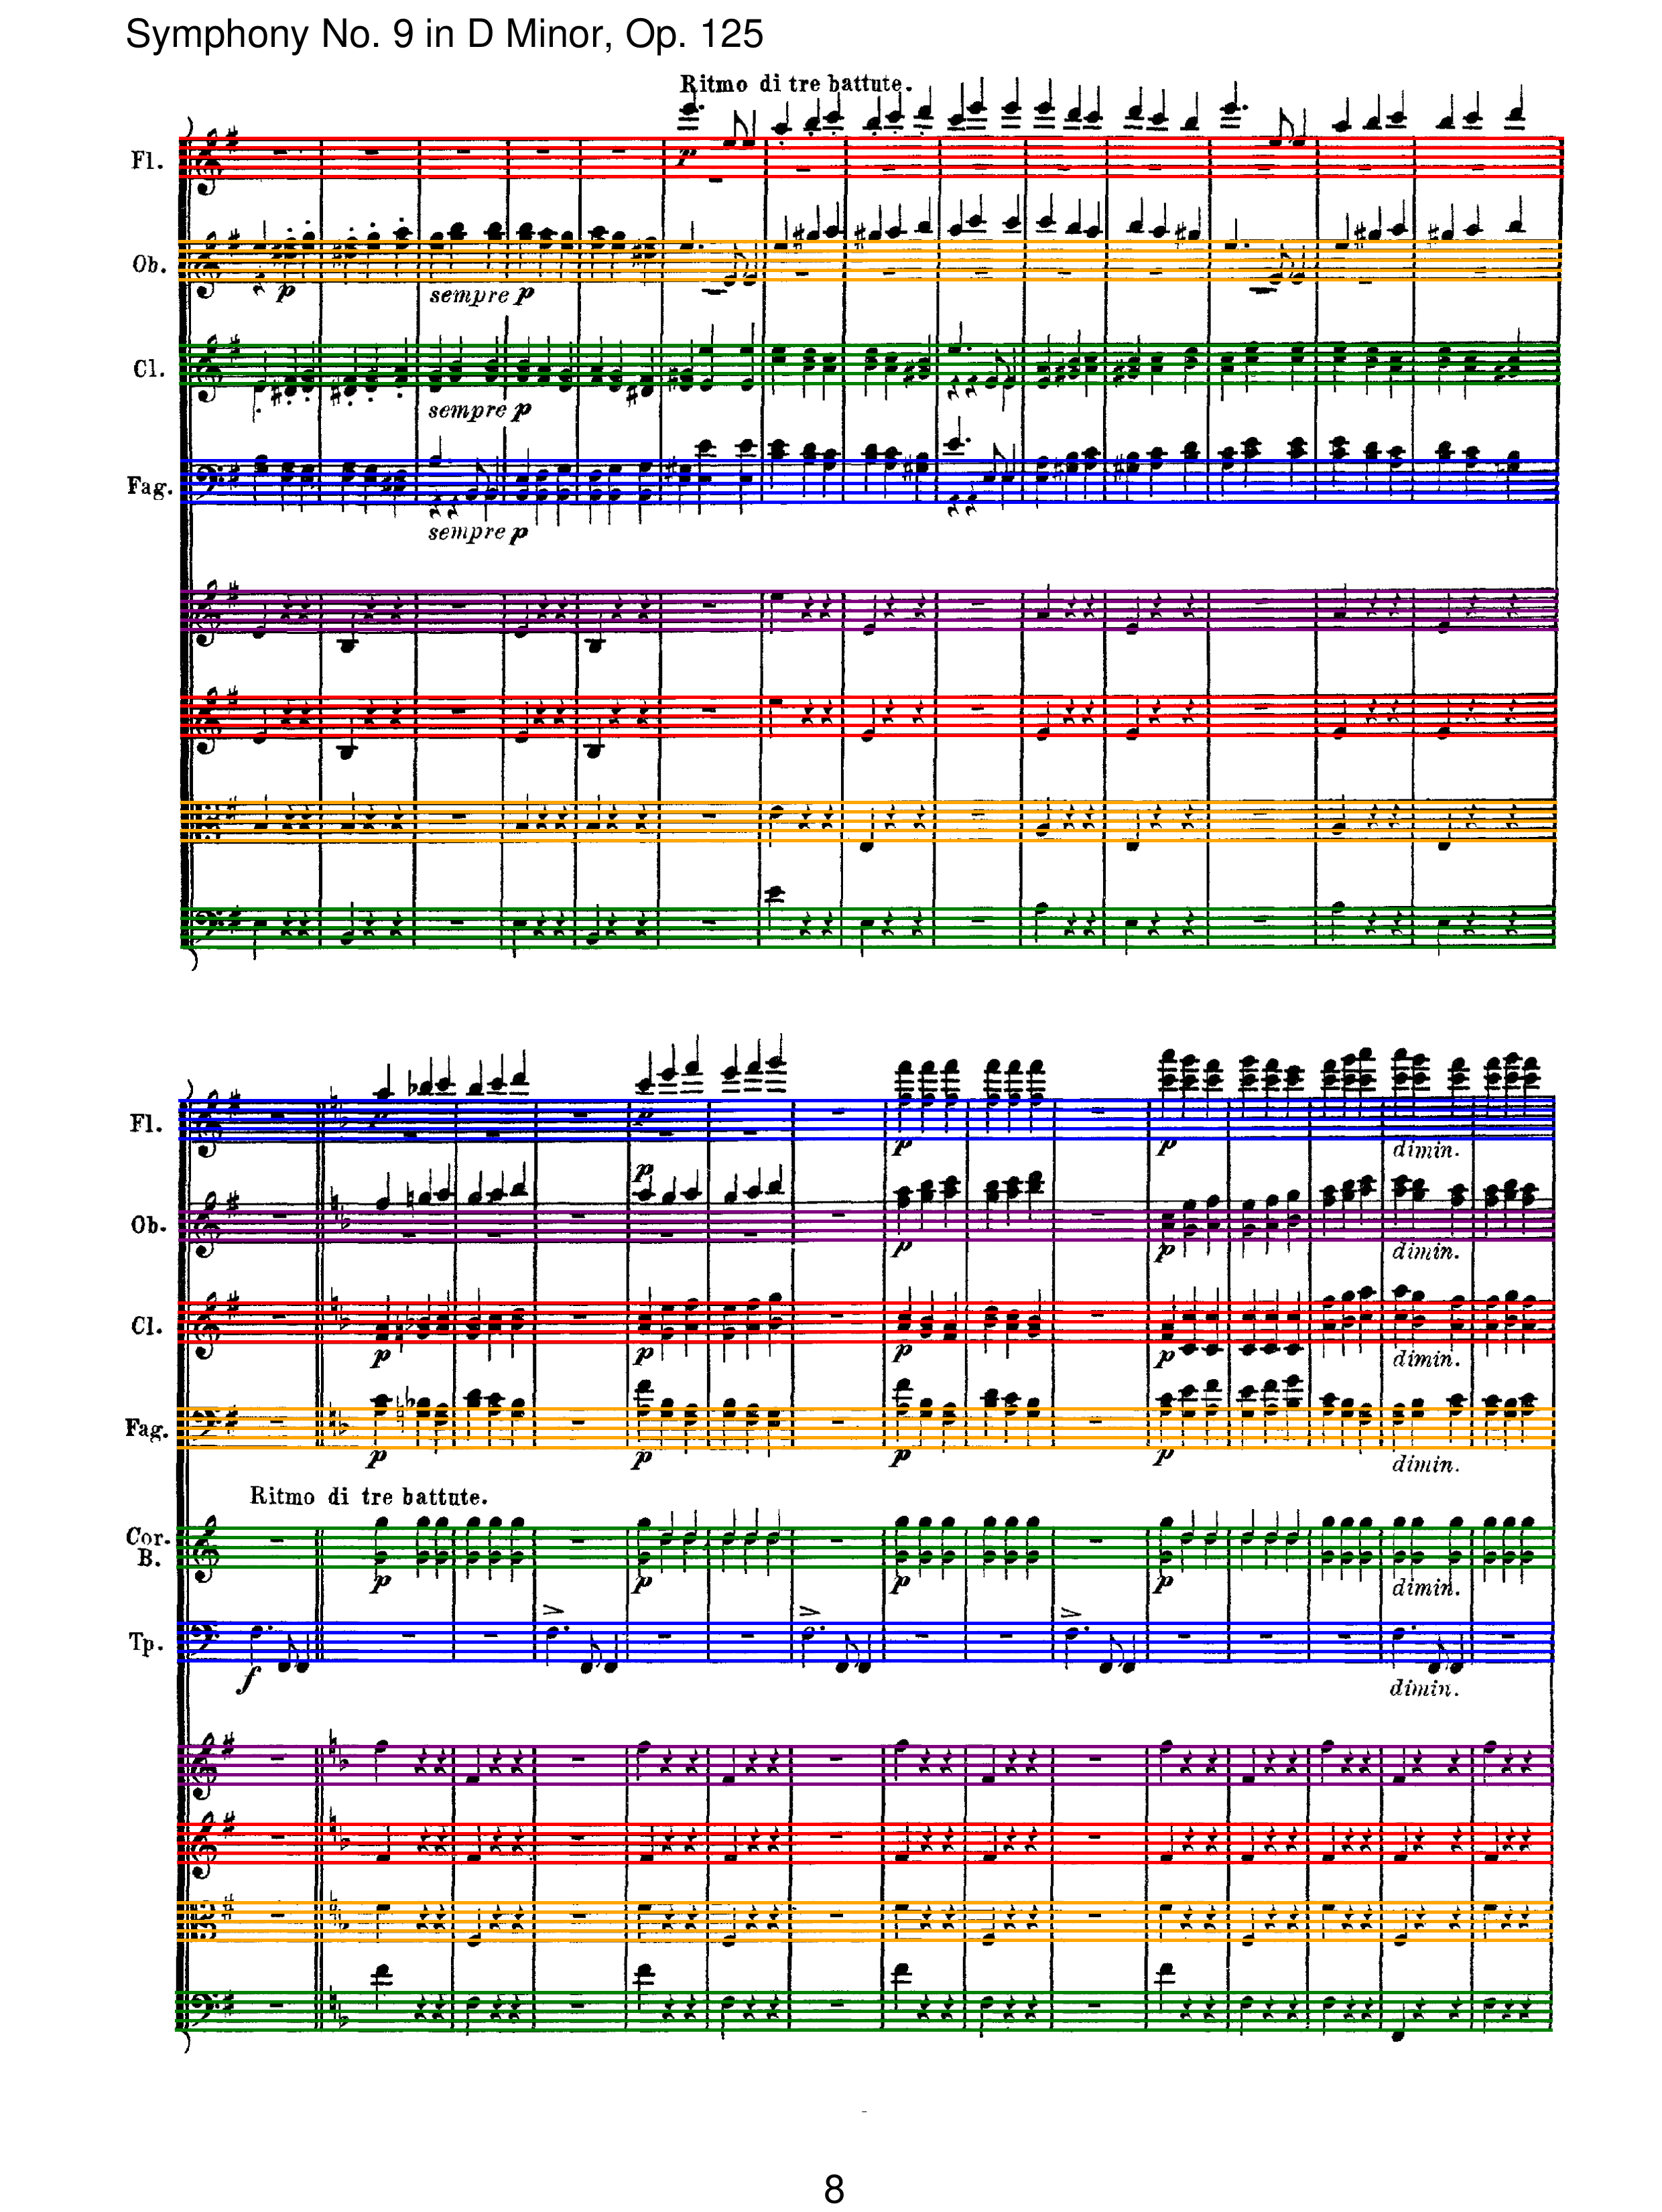 Symphony No. 9 in D Minor, Op. 125
Ritmo di tre battute.
Fl.
p
Ob.
p
sempre p
Cl.
sempre p
Fag.
sempre p
Fl.
p
p
p
p
dimin.
Ob.
p
p
p
dimin.
Cl.
p
p
p
p
dimin.
Fag.
p
p
p
p
dimin.
Ritmo di tre battute.
Cor.
B.
p
p
p
p
dimin.
Tp.
f
dimin.
8